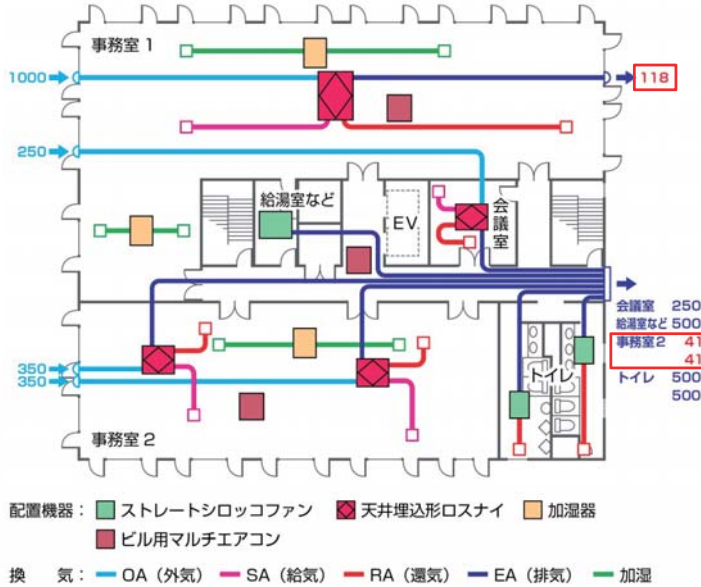 事務室1
1000
118
250
給湯室など
EV
会議室
会議室 250
給湯室など 500
事務室2 41
41
トイレ 500
500
350
350
トイレ
事務室2
配置機器： ストレートシロッコファン 天井埋込形ロスナイ 加湿器
ビル用マルチエアコン
換 気： OA（外気） SA（給気） RA（還気） EA（排気） 加湿